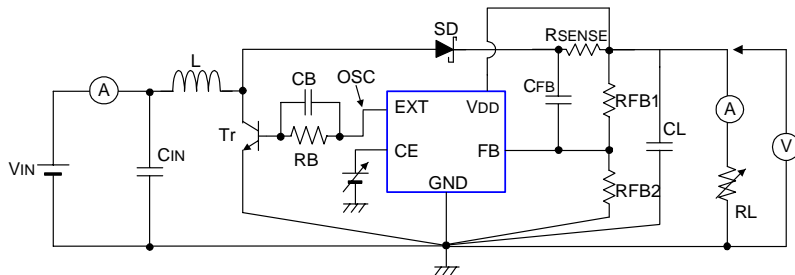 SD
RSENSE
L
OSC
CB
CFB
A
EXT
VDD
RFB1
A
Tr
V
CIN
RB
CE
FB
CL
VIN
GND
RFB2
RL